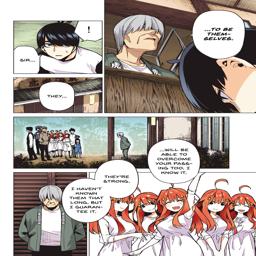 !
...TO BE
THEM-
SELVES.
SIR...
THEY...
...WILL BE
ABLE TO
OVERCOME
YOUR PASS-
ING TOO. I
KNOW IT.
THEY'RE
STRONG.
I HAVEN'T
KNOWN
THEM THAT
LONG, BUT I
GUARAN-
TEE IT.